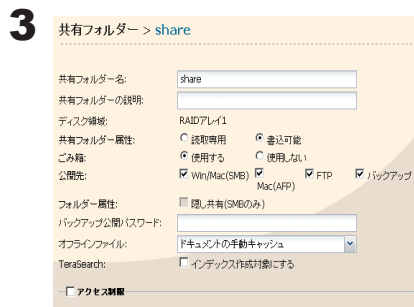 3
共有フォルダー > share
共有フォルダー名: share
共有フォルダーの説明:
ディスク領域: RAIDアレイ1
共有フォルダー属性: 読取専用 書込可能
ごみ箱: 使用する 使用しない
公開先: Win/Mac(SMB) Mac(AFP) FTP バックアップ
フォルダー属性: 隠し共有(SMBのみ)
バックアップ公開パスワード:
オフラインファイル: ドキュメントの手動キャッシュ
TeraSearch: インデックス作成対象にする
アクセス制限